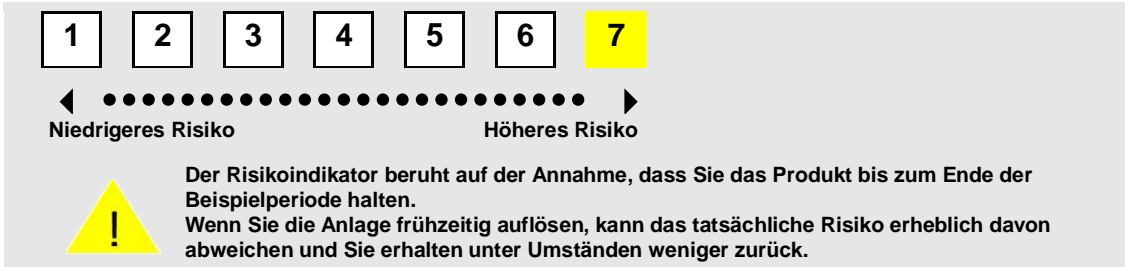 1 2 3 4 5 6 7
Niedrigeres Risiko Höheres Risiko
Der Risikoindikator beruht auf der Annahme, dass Sie das Produkt bis zum Ende der
Beispielperiode halten.
Wenn Sie die Anlage frühzeitig auflösen, kann das tatsächliche Risiko erheblich davon
abweichen und Sie erhalten unter Umständen weniger zurück.
!